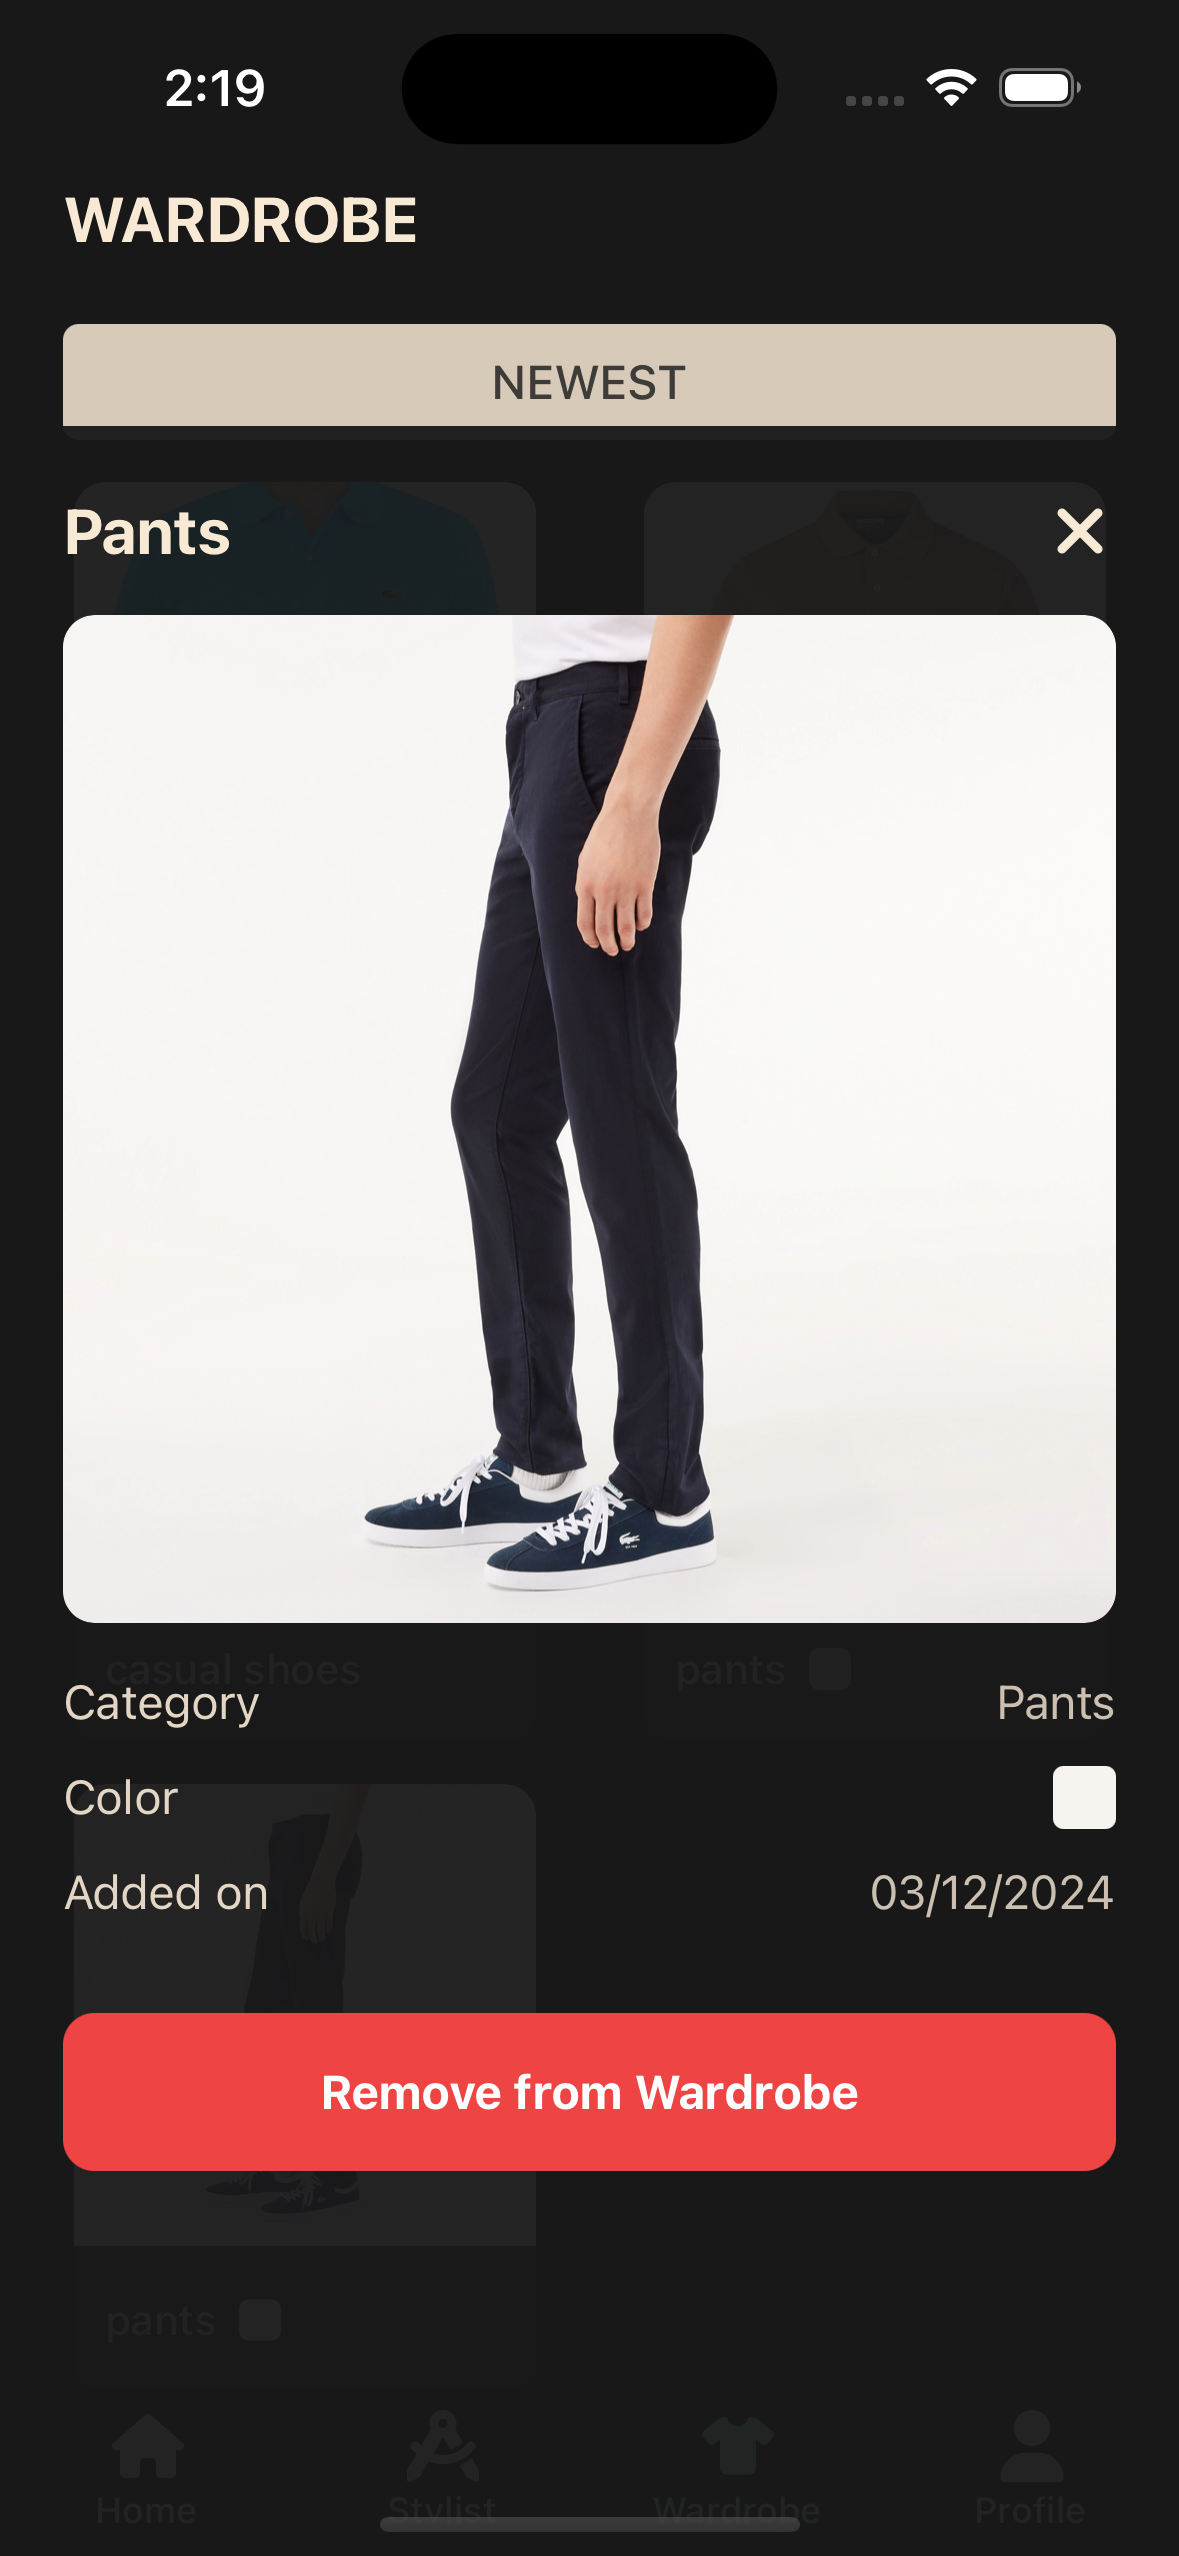 2:19
WARDROBE
NEWEST
Pants
casual shoes
pants
Category
Pants
Color
Added on
03/12/2024
Remove from Wardrobe
pants
Home
Stylist
Wardrobe
Profile